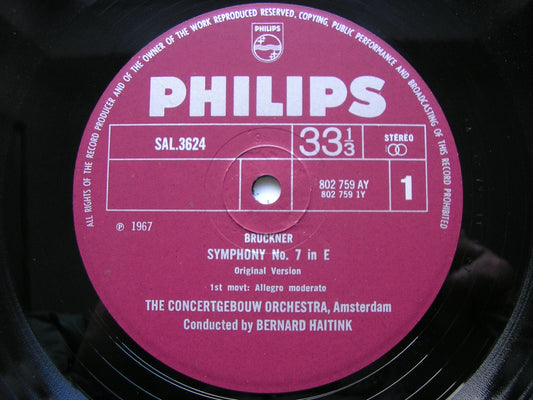 ALL RIGHTS OF THE RECORD PRODUCER AND OF THE OWNER OF THE WORK REPRODUCED RESERVED, COPYING, PUBLIC PERFORMANCE AND BROADCASTING OF THIS RECORD PROHIBITED
PHILIPS
PHILIPS
SAL.3624
33 1/3
STEREO
802 759 AY
802 759 1Y
1
℗ 1967
BRUCKNER
SYMPHONY No. 7 in E
Original Version
1st movt: Allegro moderato
THE CONCERTGEBOUW ORCHESTRA, Amsterdam
Conducted by BERNARD HAITINK